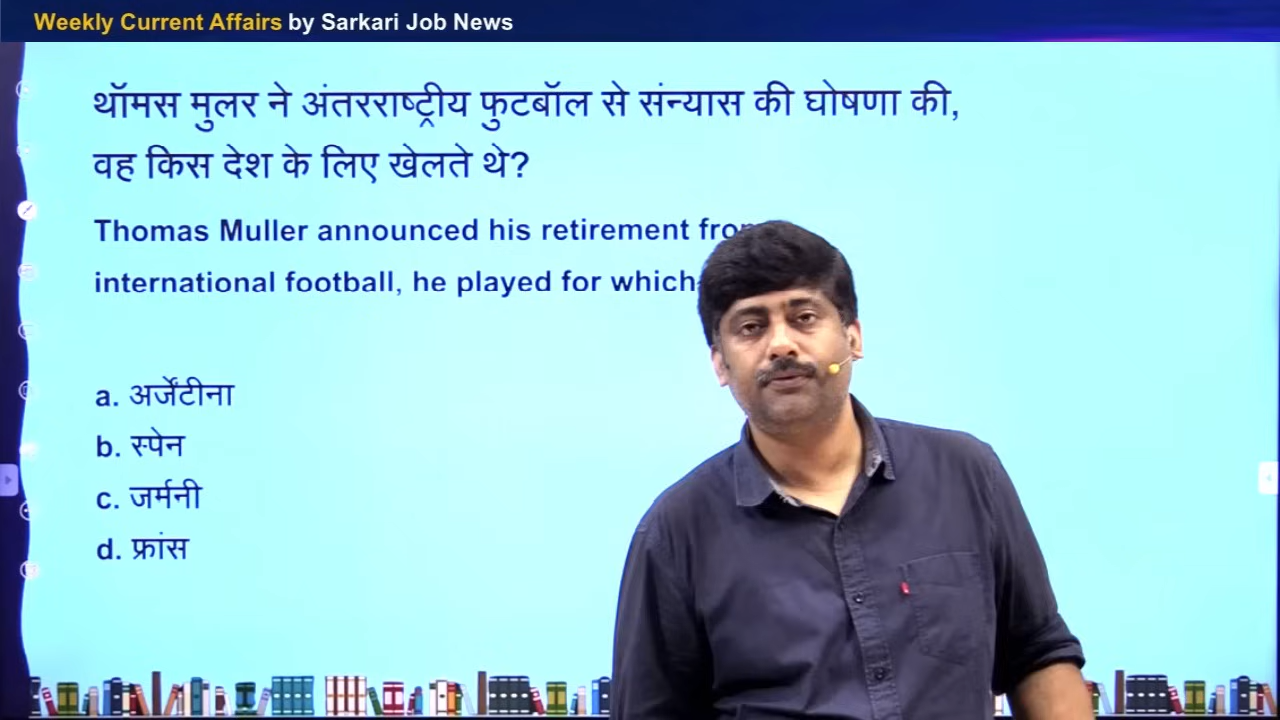 Weekly Current Affairs by Sarkari Job News
थॉमस मुलर ने अंतरराष्ट्रीय फुटबॉल से संन्यास की घोषणा की,
वह किस देश के लिए खेलते थे?
Thomas Muller announced his retirement from
international football, he played for which
a. अर्जेंटीना
b. स्पेन
c. जर्मनी
d. फ्रांस